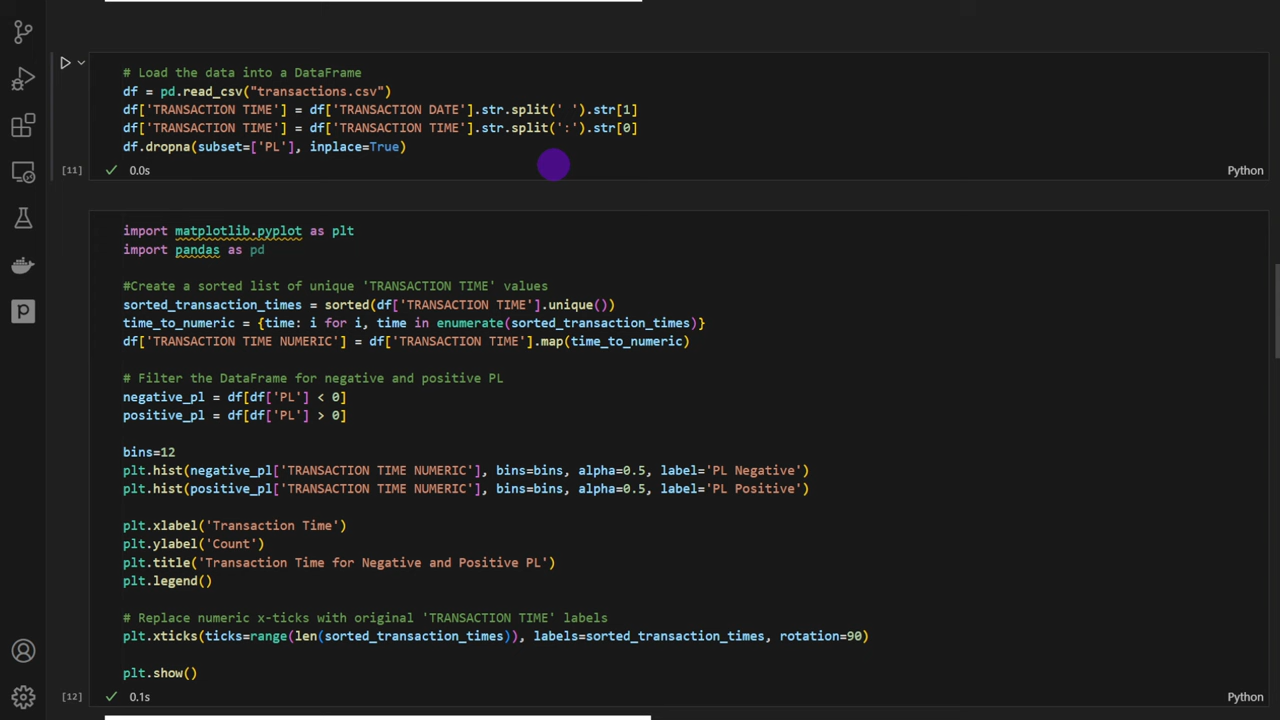 # Load the data into a DataFrame
df = pd.read_csv("transactions.csv")
df['TRANSACTION TIME'] = df['TRANSACTION DATE'].str.split(' ').str[1]
df['TRANSACTION TIME'] = df['TRANSACTION TIME'].str.split(':').str[0]
df.dropna(subset=['PL'], inplace=True)
[11] 0.0s Python
import matplotlib.pyplot as plt
import pandas as pd
#Create a sorted list of unique 'TRANSACTION TIME' values
sorted_transaction_times = sorted(df['TRANSACTION TIME'].unique())
time_to_numeric = {time: i for i, time in enumerate(sorted_transaction_times)}
df['TRANSACTION TIME NUMERIC'] = df['TRANSACTION TIME'].map(time_to_numeric)
# Filter the DataFrame for negative and positive PL
negative_pl = df[df['PL'] < 0]
positive_pl = df[df['PL'] > 0]
bins=12
plt.hist(negative_pl['TRANSACTION TIME NUMERIC'], bins=bins, alpha=0.5, label='PL Negative')
plt.hist(positive_pl['TRANSACTION TIME NUMERIC'], bins=bins, alpha=0.5, label='PL Positive')
plt.xlabel('Transaction Time')
plt.ylabel('Count')
plt.title('Transaction Time for Negative and Positive PL')
plt.legend()
# Replace numeric x-ticks with original 'TRANSACTION TIME' labels
plt.xticks(ticks=range(len(sorted_transaction_times)), labels=sorted_transaction_times, rotation=90)
plt.show()
[12] 0.1s Python